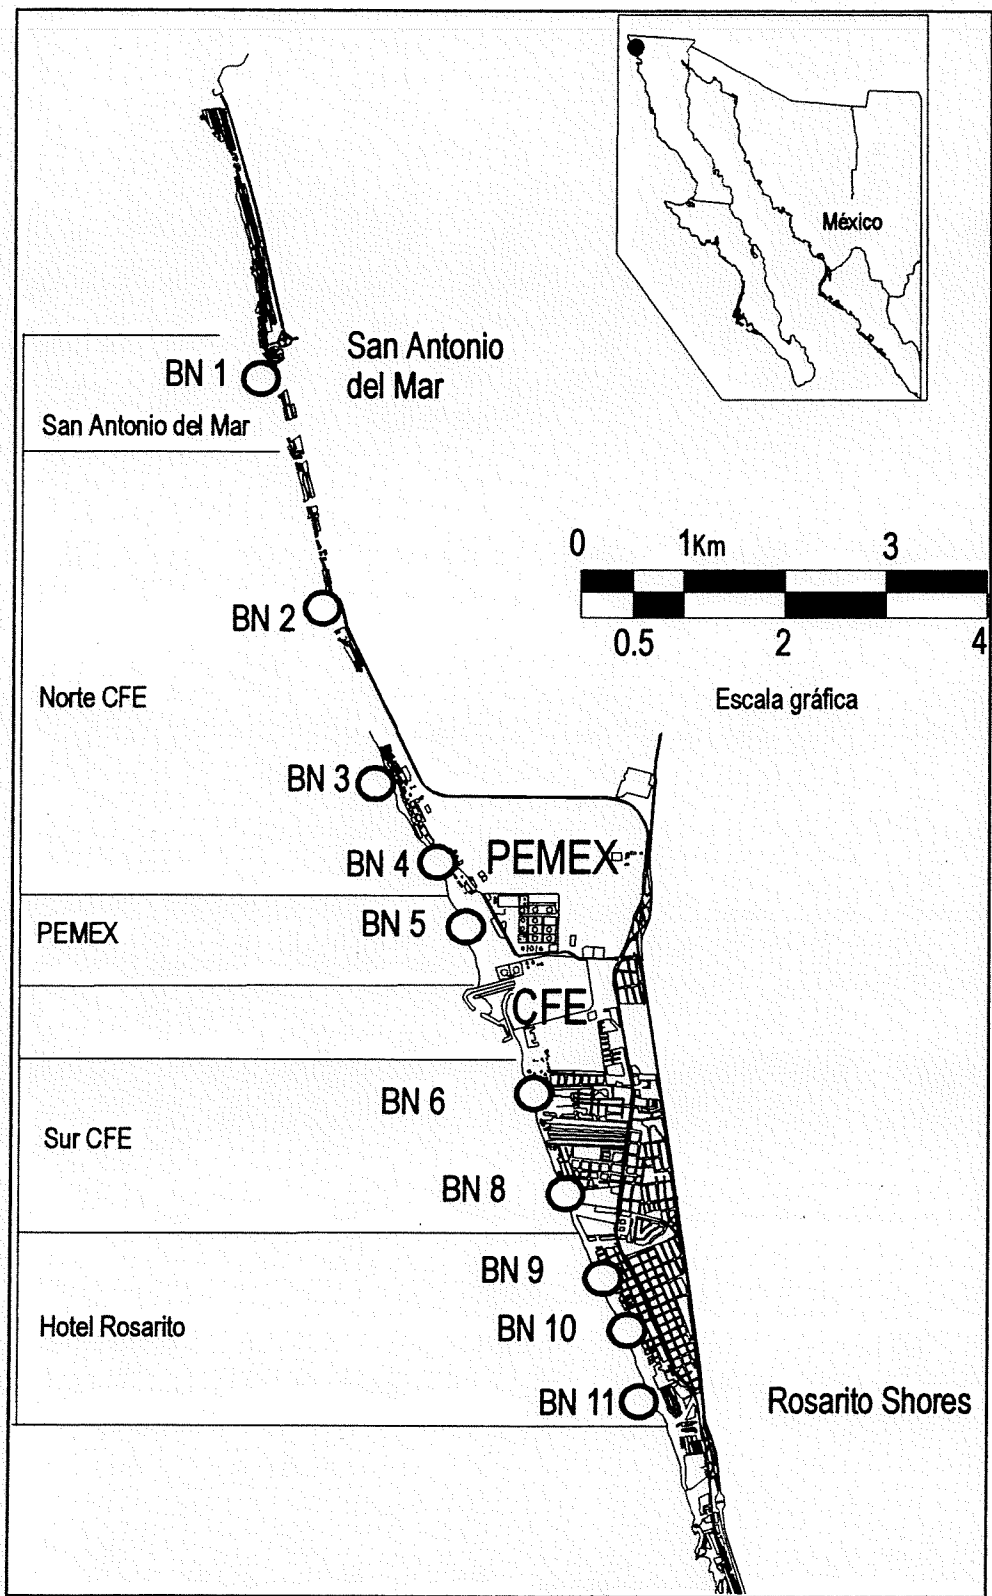 México
San Antonio
del Mar
BN 1
San Antonio del Mar
0 1Km 3
0.5 2 4
Escala gráfica
BN 2
Norte CFE
BN 3
BN 4
PEMEX
BN 5
PEMEX
CFE
BN 6
Sur CFE
BN 8
BN 9
BN 10
Hotel Rosarito
BN 11
Rosarito Shores